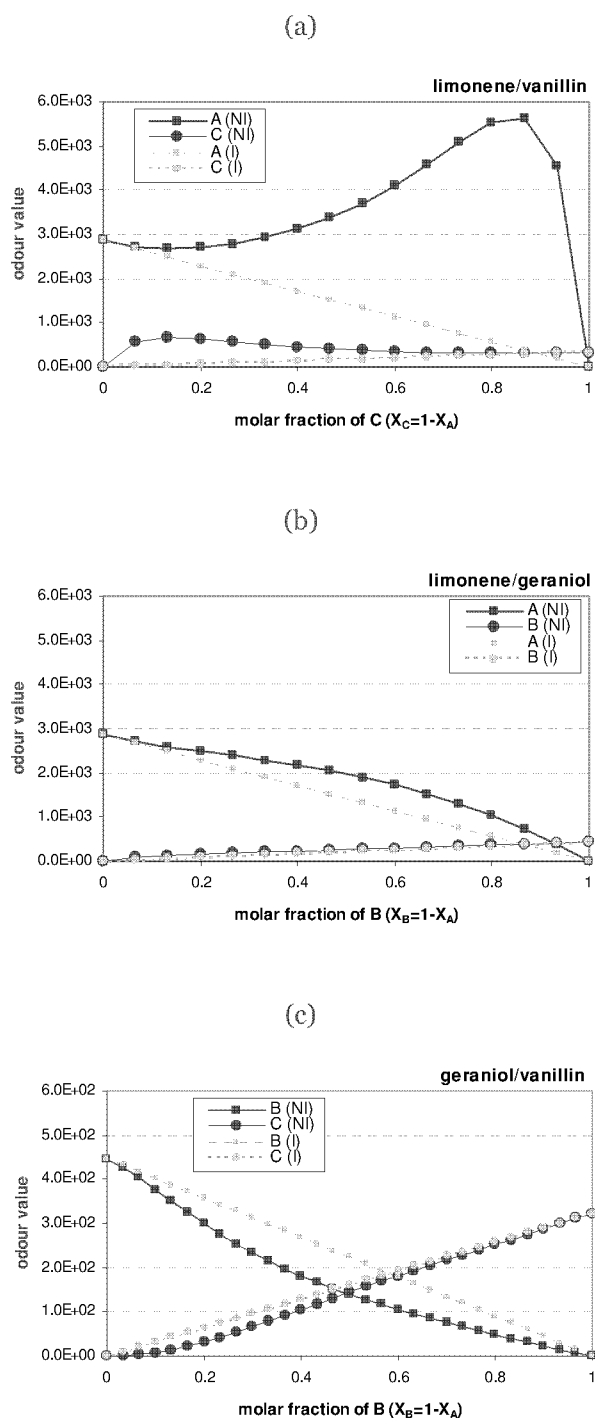 (a)
limonene/vanillin
6.0E+03
5.0E+03
4.0E+03
3.0E+03
2.0E+03
1.0E+03
0.0E+00
odour value
A (NI)
C (NI)
A (I)
C (I)
0 0.2 0.4 0.6 0.8 1
molar fraction of C (XC=1-XA)
(b)
limonene/geraniol
6.0E+03
5.0E+03
4.0E+03
3.0E+03
2.0E+03
1.0E+03
0.0E+00
odour value
A (NI)
B (NI)
A (I)
B (I)
0 0.2 0.4 0.6 0.8 1
molar fraction of B (XB=1-XA)
(c)
geraniol/vanillin
6.0E+02
5.0E+02
4.0E+02
3.0E+02
2.0E+02
1.0E+02
0.0E+00
odour value
B (NI)
C (NI)
B (I)
C (I)
0 0.2 0.4 0.6 0.8 1
molar fraction of B (XB=1-XA)